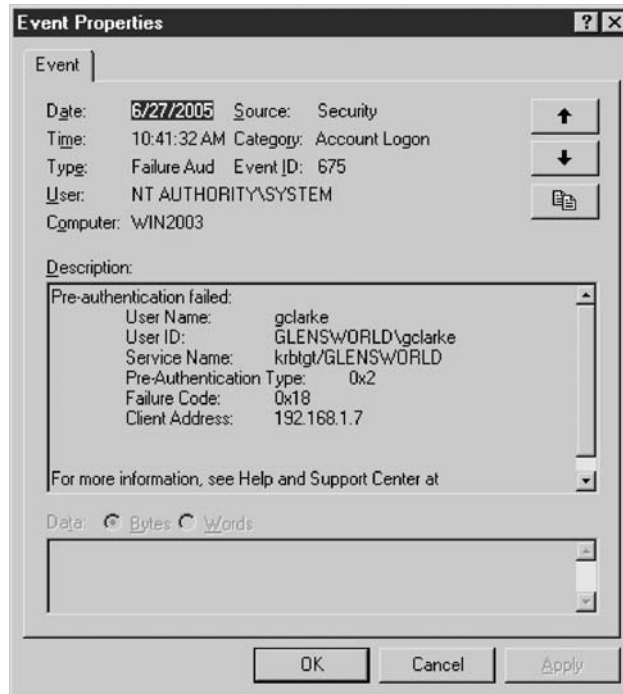 Event Properties
Event
Date: 6/27/2005 Source: Security
Time: 10:41:32 AM Category: Account Logon
Type: Failure Aud Event ID: 675
User: NT AUTHORITY\SYSTEM
Computer: WIN2003
Description:
Pre-authentication failed:
User Name: gclarke
User ID: GLENSWORLD\gclarke
Service Name: krbtgt/GLENSWORLD
Pre-Authentication Type: 0x2
Failure Code: 0x18
Client Address: 192.168.1.7
For more information, see Help and Support Center at
Data: Bytes Words
OK Cancel Apply